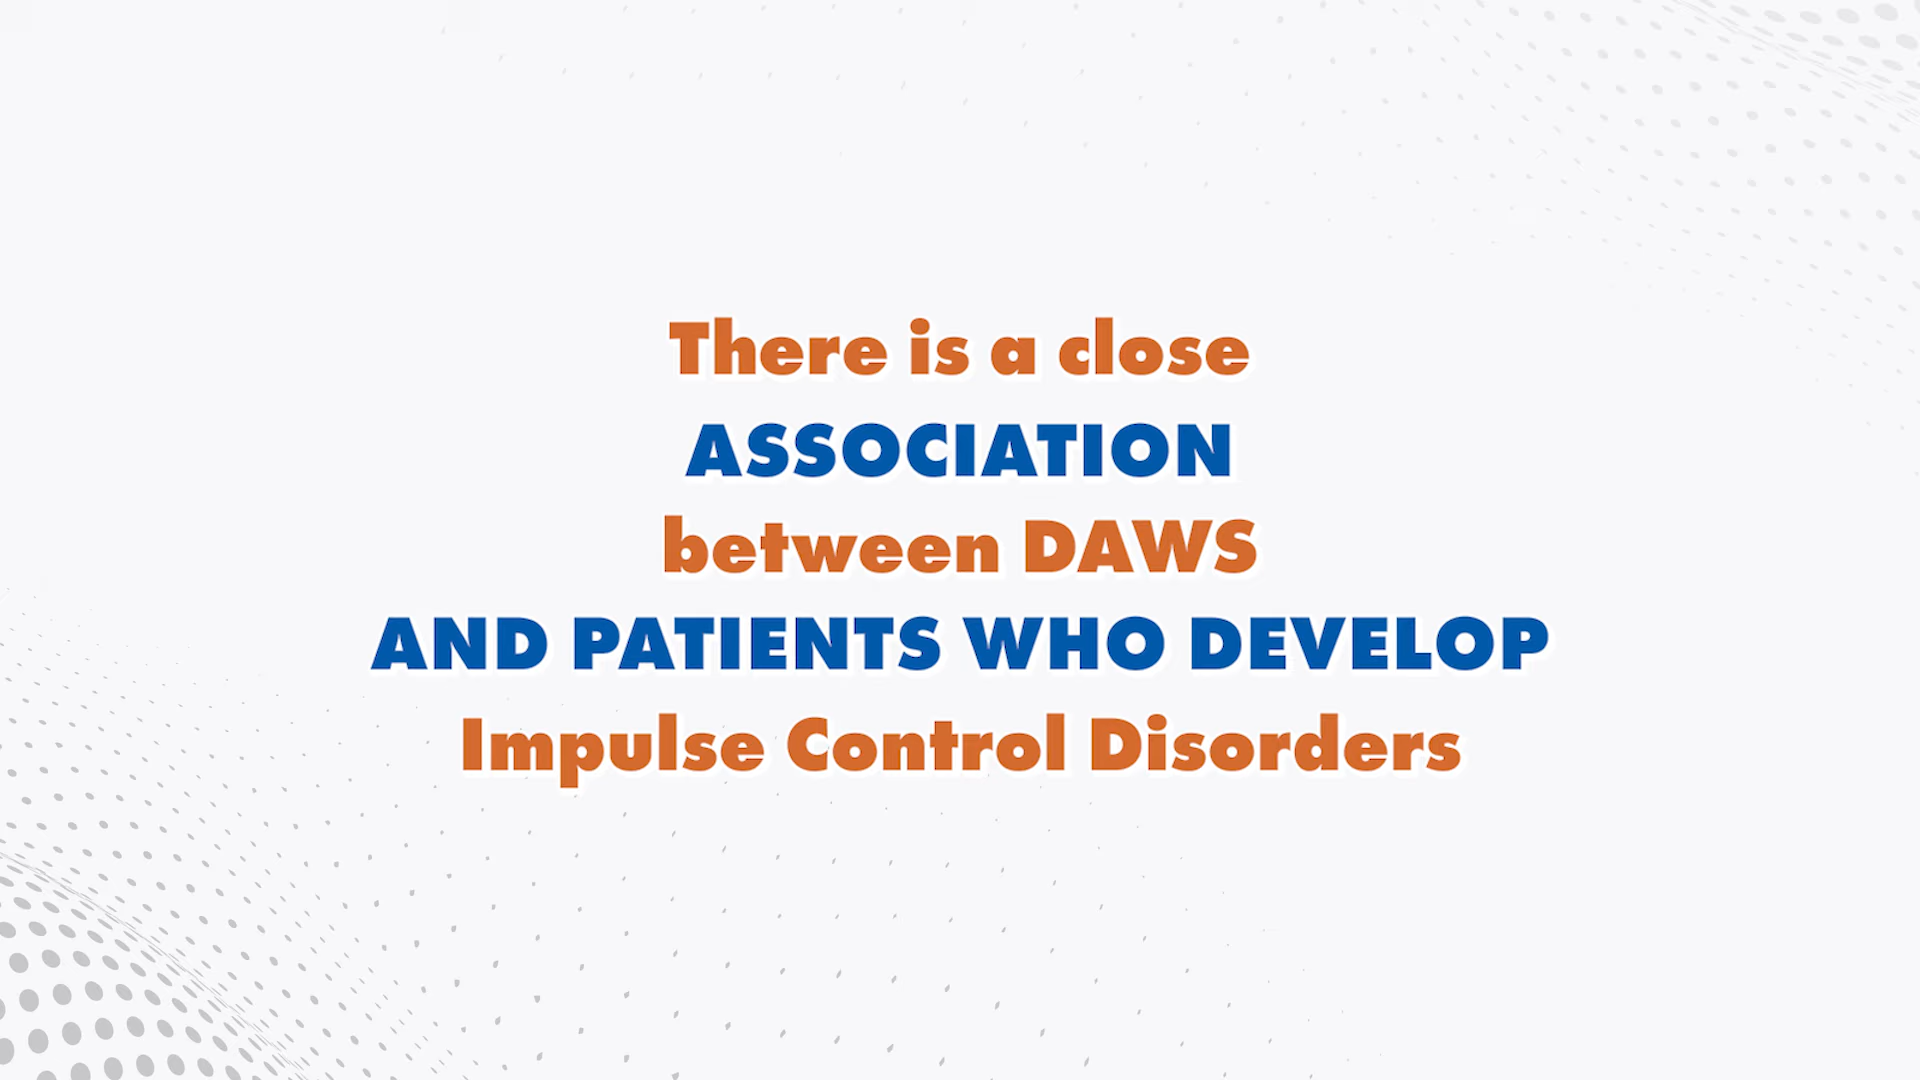 There is a close
ASSOCIATION
between DAWS
AND PATIENTS WHO DEVELOP
Impulse Control Disorders